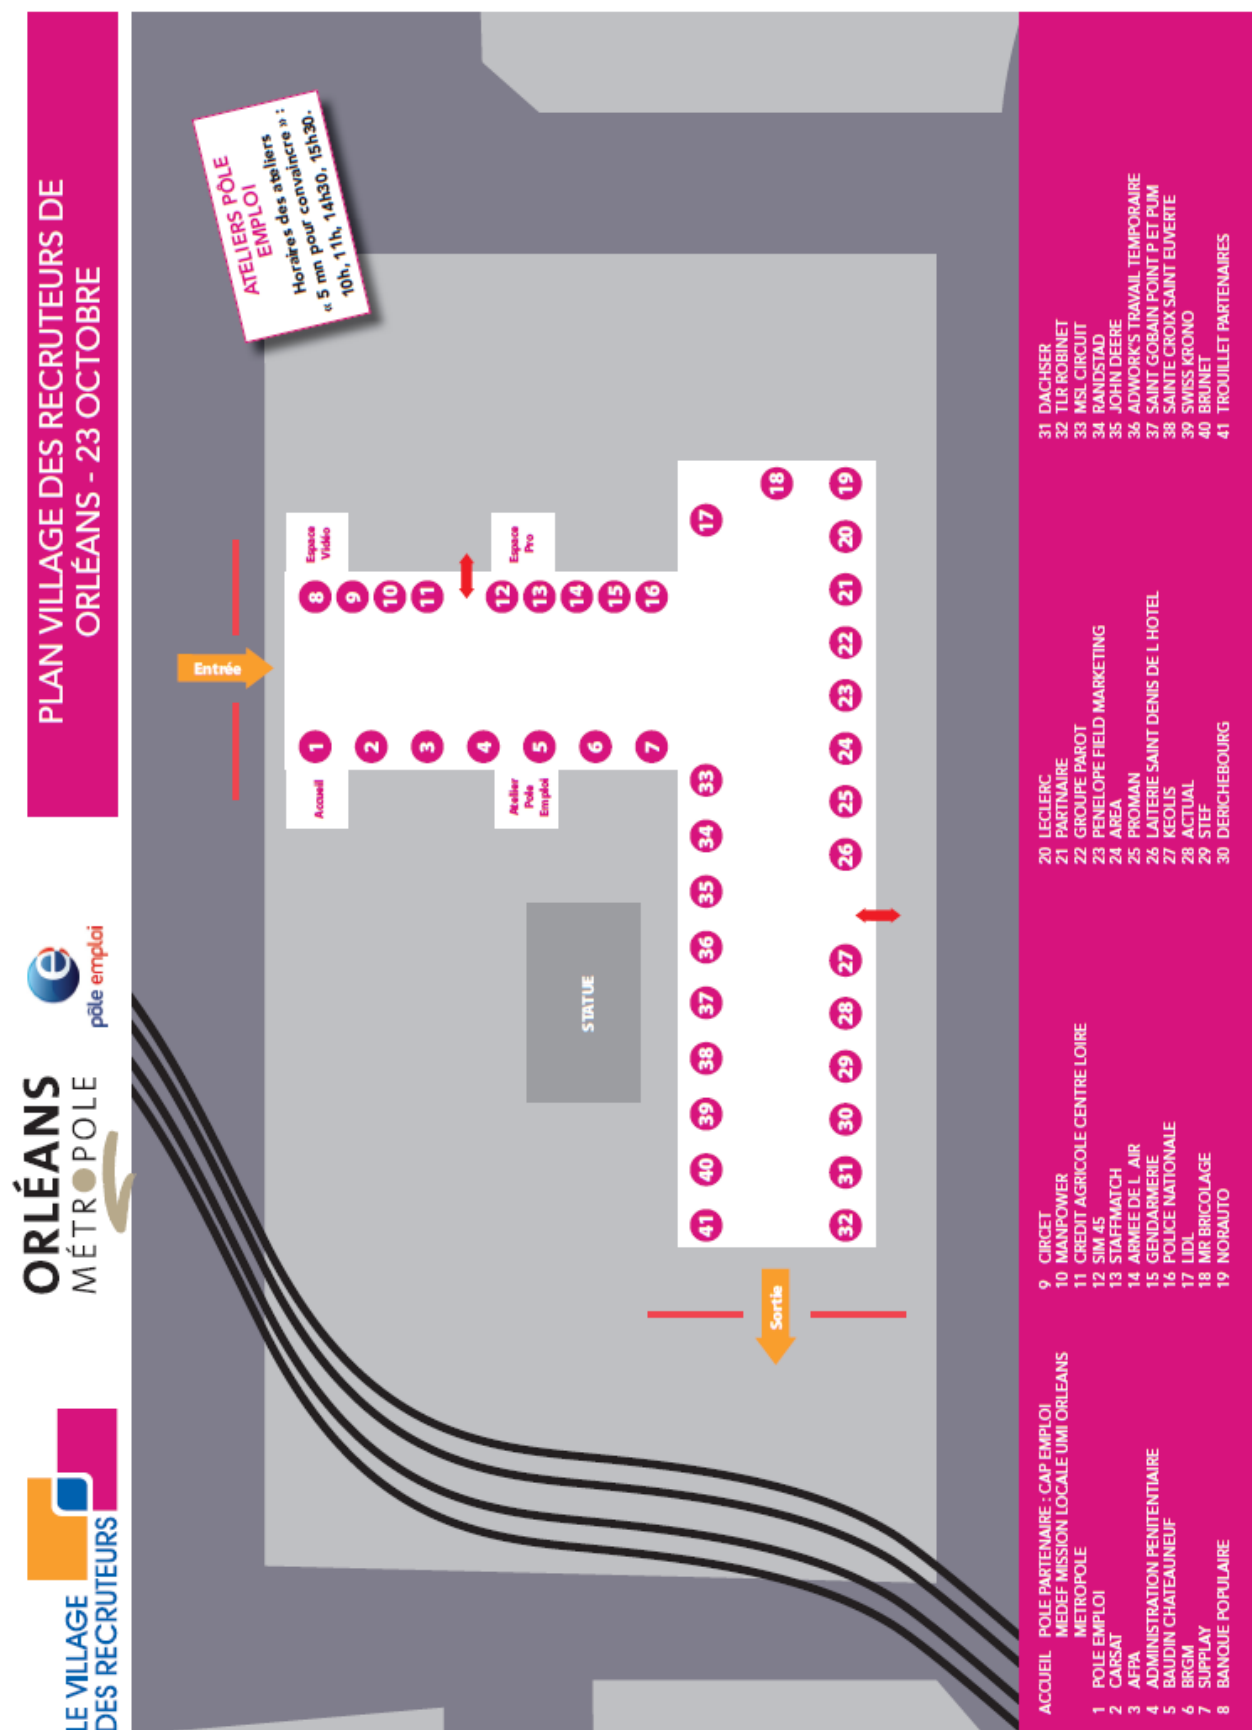 LE VILLAGE
DES RECRUTEURS
ORLÉANS
MÉTROPOLE
pôle emploi
PLAN VILLAGE DES RECRUTEURS DE
ORLÉANS - 23 OCTOBRE
ATELIERS PÔLE
EMPLOI
Horaires des ateliers
« 5 mn pour convaincre » :
10h, 11h, 14h30, 15h30.
Entrée
Accueil
Espace
Vidéo
1
2
3
4
5
6
7
8
9
10
11
12
13
14
15
16
Atelier
Pole
Emploi
Espace
Pro
STATUE
41
40
39
38
37
36
35
34
33
17
18
32
31
30
29
28
27
26
25
24
23
22
21
20
19
Sortie
ACCUEIL POLE PARTENAIRE : CAP EMPLOI
MEDEF MISSION LOCALE UMI ORLEANS
METROPOLE
1 POLE EMPLOI
2 CARSAT
3 AFPA
4 ADMINISTRATION PENITENTIAIRE
5 BAUDIN CHATEAUNEUF
6 BRGM
7 SUPPLAY
8 BANQUE POPULAIRE
9 CIRCET
10 MANPOWER
11 CREDIT AGRICOLE CENTRE LOIRE
12 SIM 45
13 STAFFMATCH
14 ARMEE DE L AIR
15 GENDARMERIE
16 POLICE NATIONALE
17 LIDL
18 MR BRICOLAGE
19 NORAUTO
20 LECLERC
21 PARTNAIRE
22 GROUPE PAROT
23 PENELOPE FIELD MARKETING
24 AREA
25 PROMAN
26 LAITERIE SAINT DENIS DE L HOTEL
27 KEOLIS
28 ACTUAL
29 STEF
30 DERICHEBOURG
31 DACHSER
32 TLR ROBINET
33 MSL CIRCUIT
34 RANDSTAD
35 JOHN DEERE
36 ADWORK'S TRAVAIL TEMPORAIRE
37 SAINT GOBAIN POINT P ET PUM
38 SAINTE CROIX SAINT EUVERTE
39 SWISS KRONO
40 BRUNET
41 TROUILLET PARTENAIRES